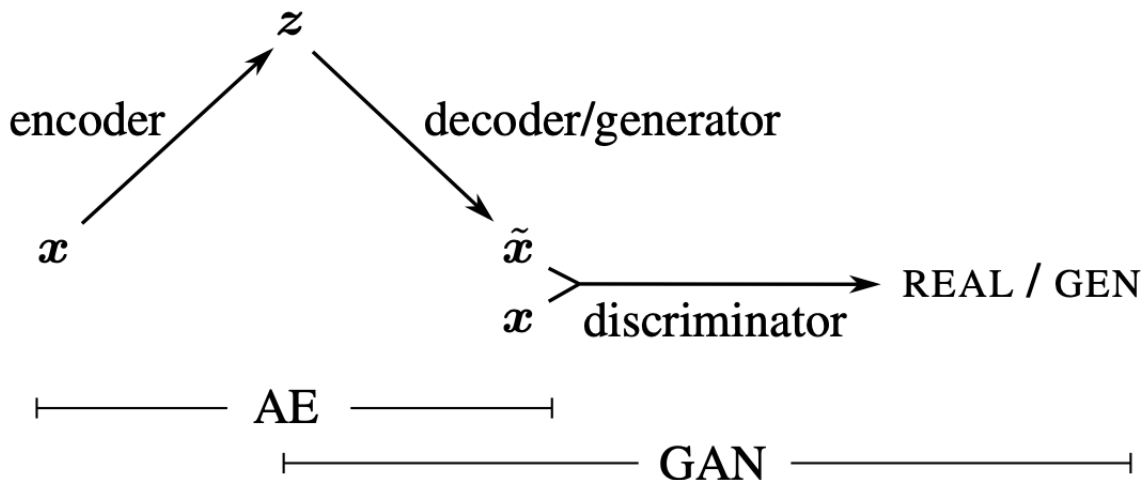 z
encoder
decoder/generator
x
x̃
x
discriminator
REAL / GEN
AE
GAN